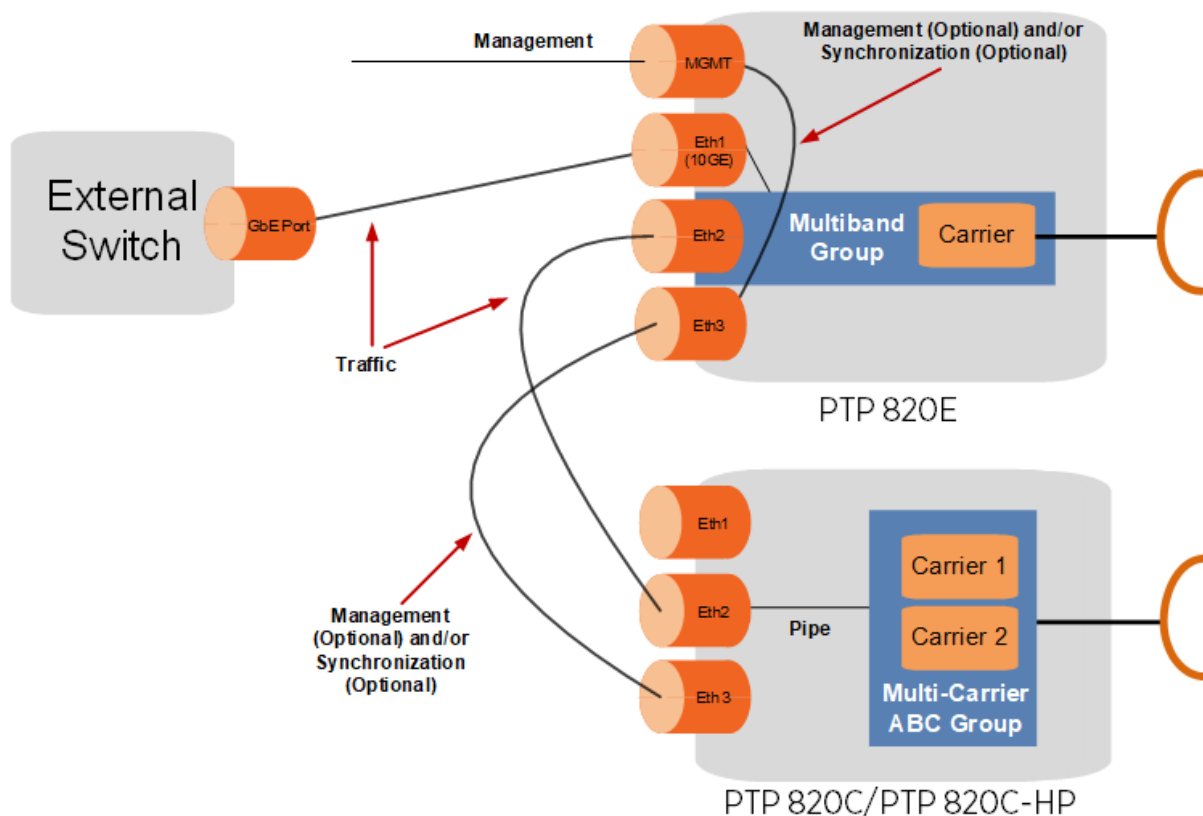 Management
Management (Optional) and/or
Synchronization (Optional)
MGMT
Eth1
(10GE)
External
Switch
GbE Port
Eth2
Multiband
Group
Carrier
Eth3
Traffic
PTP 820E
Eth1
Carrier 1
Eth2
Pipe
Carrier 2
Management
(Optional) and/or
Synchronization
(Optional)
Eth 3
Multi-Carrier
ABC Group
PTP 820C/PTP 820C-HP